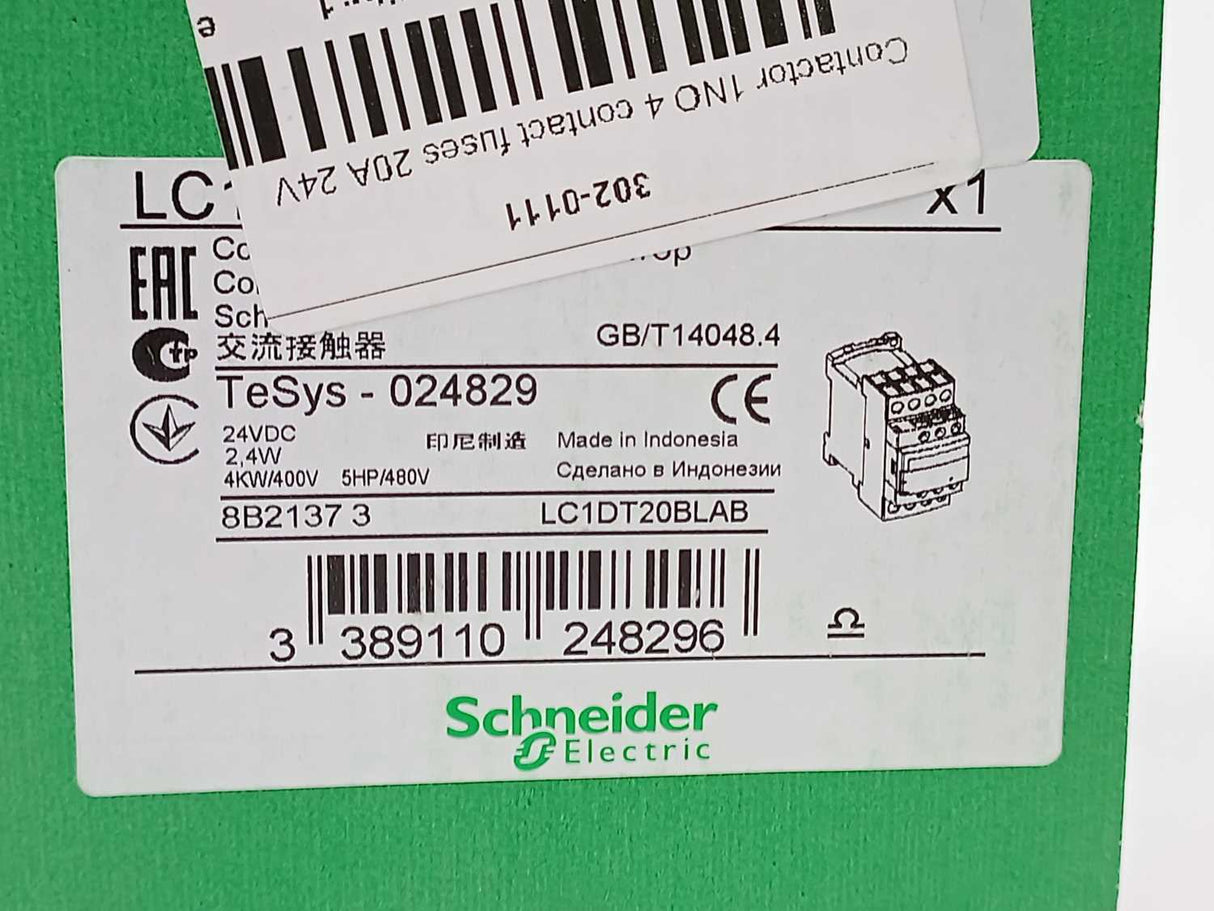 Contactor 1NO 4 contact fuses 20A 24V
302-0111
x1
EAC
GB/T14048.4
交流接触器
TeSys - 024829
CE
24VDC
印尼制造 Made in Indonesia
2,4W
4KW/400V 5HP/480V Сделано в Индонезии
8B2137 3 LC1DT20BLAB
3 389110 248296
Schneider
Electric